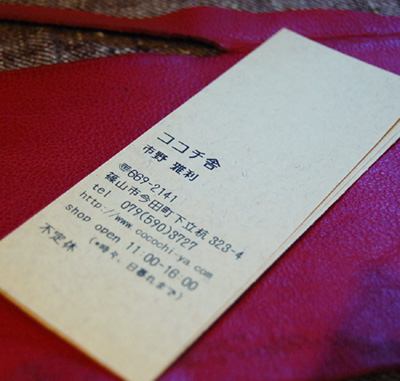 ココチ舎
市野 雅利
〒669-2141
篠山市今田町下立杭 323-4
tel 079(590)3727
http://www.cocochi-ya.com
shop open 11:00-16:00
(*時々、日暮れまで)
不定休